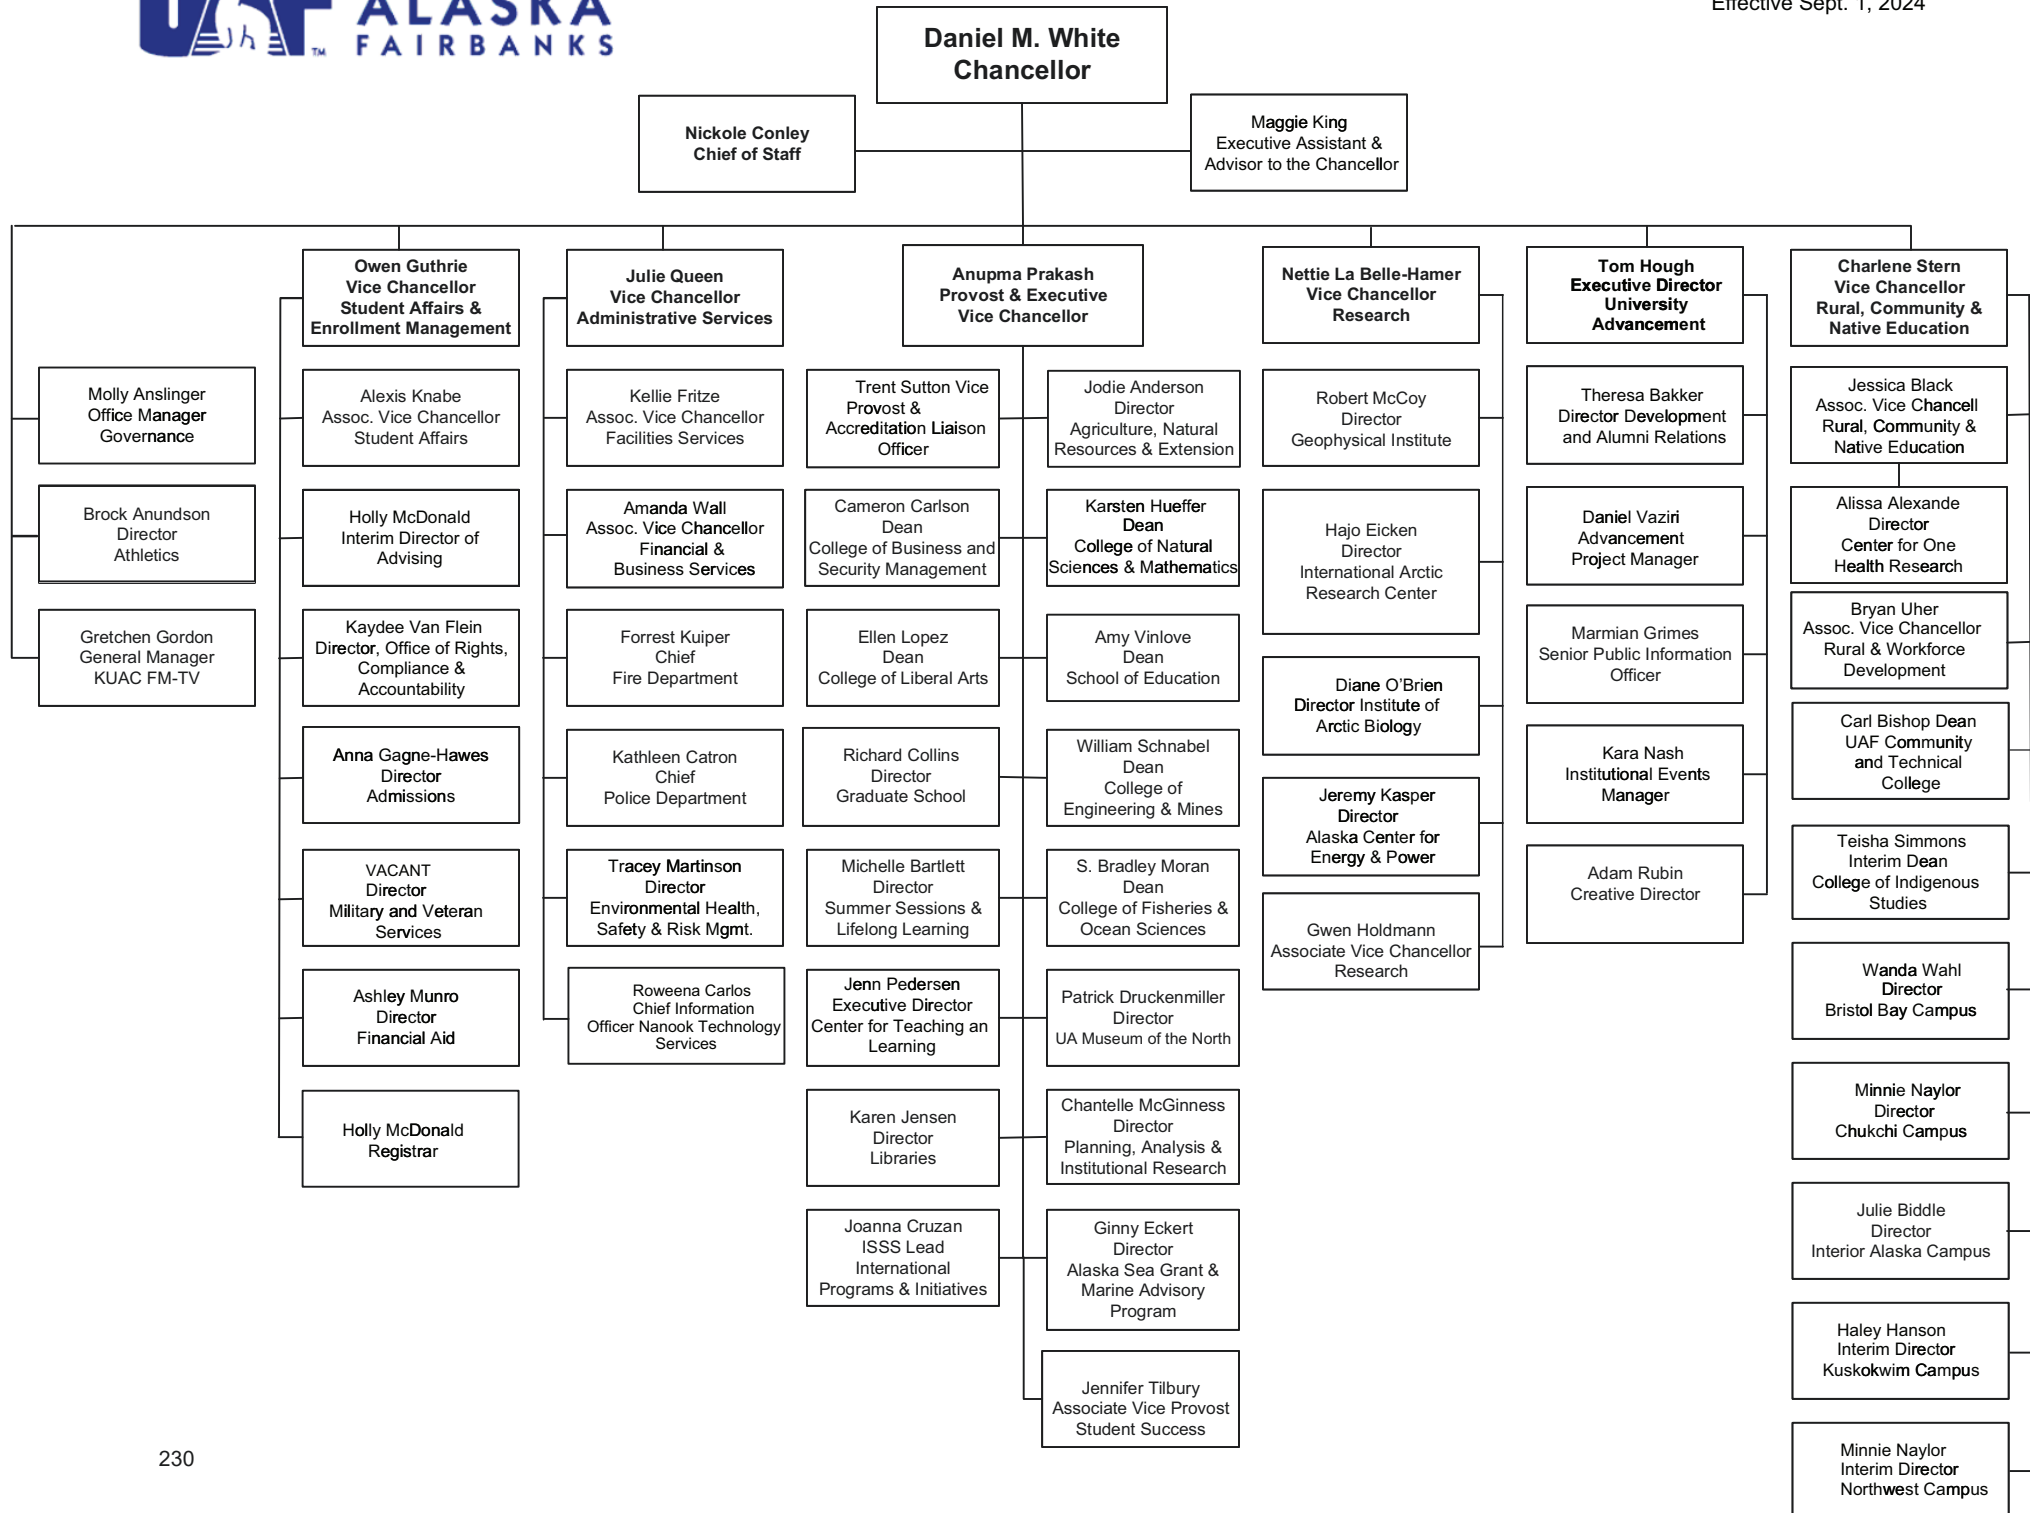 ALASKA
FAIRBANKS
TM
Effective Sept. 1, 2024
Daniel M. White
Chancellor
Nickole Conley
Chief of Staff
Maggie King
Executive Assistant &
Advisor to the Chancellor
Owen Guthrie
Vice Chancellor
Student Affairs &
Enrollment Management
Julie Queen
Vice Chancellor
Administrative Services
Anupma Prakash
Provost & Executive
Vice Chancellor
Nettie La Belle-Hamer
Vice Chancellor
Research
Tom Hough
Executive Director
University
Advancement
Charlene Stern
Vice Chancellor
Rural, Community &
Native Education
Molly Anslinger
Office Manager
Governance
Brock Anundson
Director
Athletics
Gretchen Gordon
General Manager
KUAC FM-TV
Alexis Knabe
Assoc. Vice Chancellor
Student Affairs
Holly McDonald
Interim Director of
Advising
Kaydee Van Flein
Director, Office of Rights,
Compliance &
Accountability
Anna Gagne-Hawes
Director
Admissions
VACANT
Director
Military and Veteran
Services
Ashley Munro
Director
Financial Aid
Holly McDonald
Registrar
Kellie Fritze
Assoc. Vice Chancellor
Facilities Services
Amanda Wall
Assoc. Vice Chancellor
Financial &
Business Services
Forrest Kuiper
Chief
Fire Department
Kathleen Catron
Chief
Police Department
Tracey Martinson
Director
Environmental Health,
Safety & Risk Mgmt.
Roweena Carlos
Chief Information
Officer Nanook Technology
Services
Trent Sutton Vice
Provost &
Accreditation Liaison
Officer
Cameron Carlson
Dean
College of Business and
Security Management
Ellen Lopez
Dean
College of Liberal Arts
Richard Collins
Director
Graduate School
Michelle Bartlett
Director
Summer Sessions &
Lifelong Learning
Jenn Pedersen
Executive Director
Center for Teaching an
Learning
Karen Jensen
Director
Libraries
Joanna Cruzan
ISSS Lead
International
Programs & Initiatives
Jodie Anderson
Director
Agriculture, Natural
Resources & Extension
Karsten Hueffer
Dean
College of Natural
Sciences & Mathematics
Amy Vinlove
Dean
School of Education
William Schnabel
Dean
College of
Engineering & Mines
S. Bradley Moran
Dean
College of Fisheries &
Ocean Sciences
Patrick Druckenmiller
Director
UA Museum of the North
Chantelle McGinness
Director
Planning, Analysis &
Institutional Research
Ginny Eckert
Director
Alaska Sea Grant &
Marine Advisory
Program
Jennifer Tilbury
Associate Vice Provost
Student Success
Robert McCoy
Director
Geophysical Institute
Hajo Eicken
Director
International Arctic
Research Center
Diane O’Brien
Director Institute of
Arctic Biology
Jeremy Kasper
Director
Alaska Center for
Energy & Power
Gwen Holdmann
Associate Vice Chancellor
Research
Theresa Bakker
Director Development
and Alumni Relations
Daniel Vaziri
Advancement
Project Manager
Marmian Grimes
Senior Public Information
Officer
Kara Nash
Institutional Events
Manager
Adam Rubin
Creative Director
Jessica Black
Assoc. Vice Chancell
Rural, Community &
Native Education
Alissa Alexande
Director
Center for One
Health Research
Bryan Uher
Assoc. Vice Chancellor
Rural & Workforce
Development
Carl Bishop Dean
UAF Community
and Technical
College
Teisha Simmons
Interim Dean
College of Indigenous
Studies
Wanda Wahl
Director
Bristol Bay Campus
Minnie Naylor
Director
Chukchi Campus
Julie Biddle
Director
Interior Alaska Campus
Haley Hanson
Interim Director
Kuskokwim Campus
Minnie Naylor
Interim Director
Northwest Campus
230